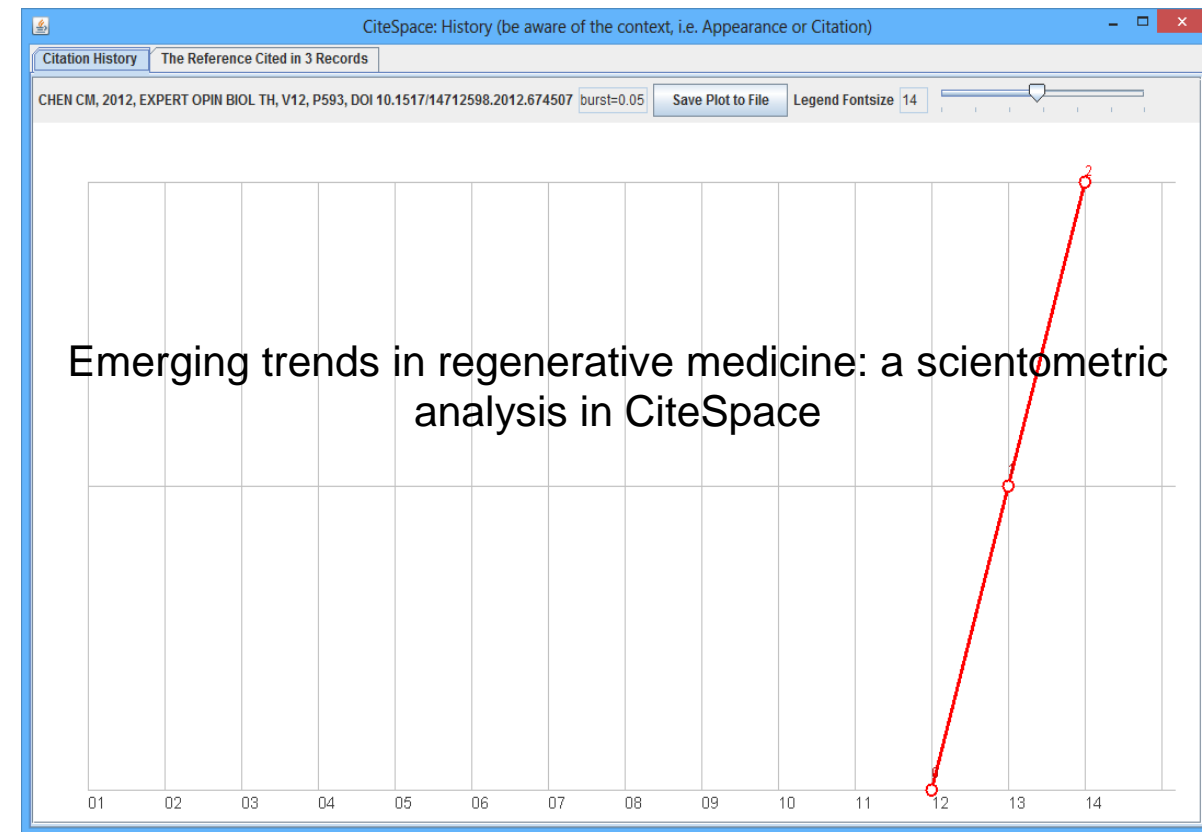 CiteSpace: History (be aware of the context, i.e. Appearance or Citation)
Citation History The Reference Cited in 3 Records
CHEN CM, 2012, EXPERT OPIN BIOL TH, V12, P593, DOI 10.1517/14712598.2012.674507 burst=0.05 Save Plot to File Legend Fontsize 14
2
Emerging trends in regenerative medicine: a scientometric
analysis in CiteSpace
01 02 03 04 05 06 07 08 09 10 11 12 13 14